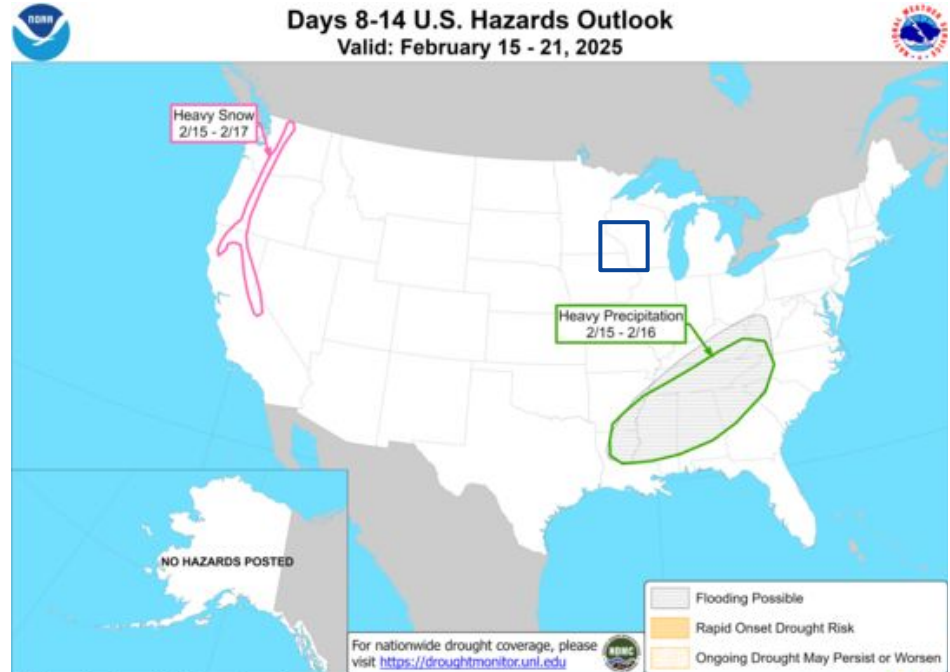 Days 8-14 U.S. Hazards Outlook
Valid: February 15 - 21, 2025
NOAA
Heavy Snow
2/15 - 2/17
Heavy Precipitation
2/15 - 2/16
NO HAZARDS POSTED
For nationwide drought coverage, please
visit https://droughtmonitor.unl.edu
NDMC
Flooding Possible
Rapid Onset Drought Risk
Ongoing Drought May Persist or Worsen